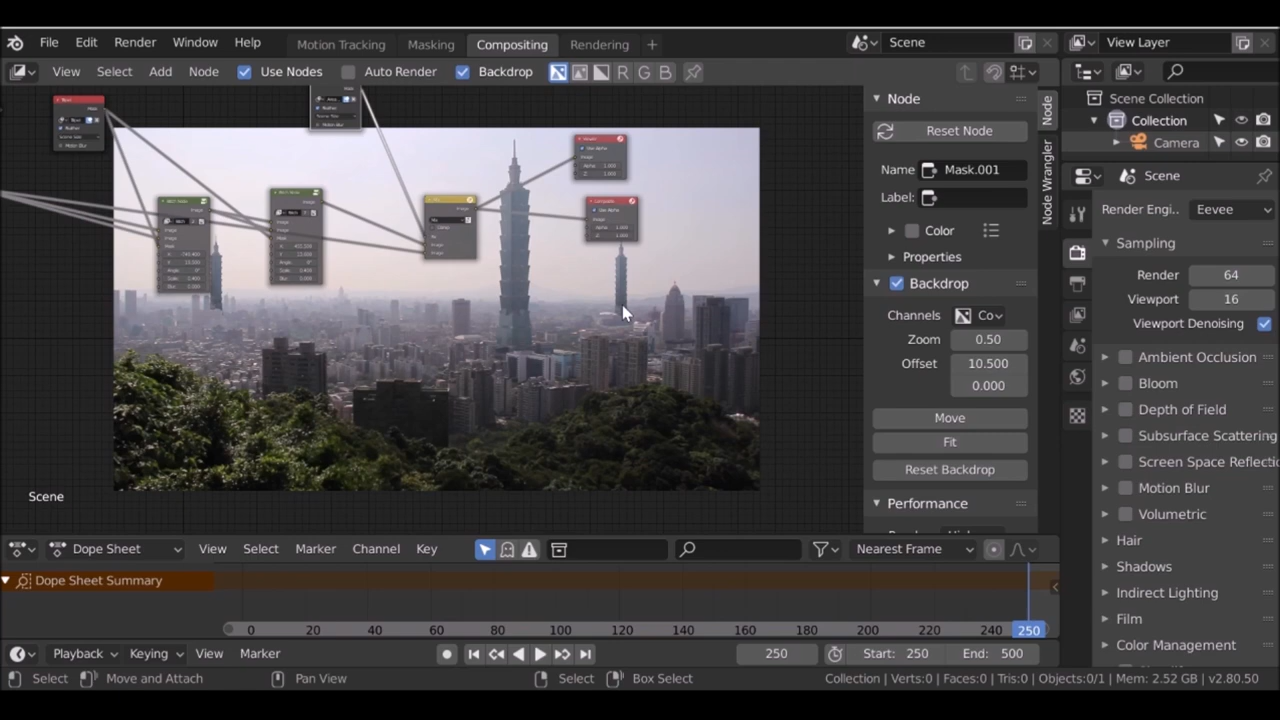 File Edit Render Window Help Motion Tracking Masking Compositing Rendering + Scene View Layer
View Select Add Node Use Nodes Auto Render Backdrop R G B
Node
Reset Node
Name Mask.001
Label:
Color
Properties
Backdrop
Channels Co
Zoom 0.50
Offset 10.500
0.000
Move
Fit
Reset Backdrop
Performance
Node
Node Wrangler
Scene Collection
Collection
Camera
Scene
Render Engi.. Eevee
Sampling
Render 64
Viewport 16
Viewport Denoising
Ambient Occlusion
Bloom
Depth of Field
Subsurface Scattering
Screen Space Reflectio
Motion Blur
Volumetric
Hair
Shadows
Indirect Lighting
Film
Color Management
Scene
Dope Sheet View Select Marker Channel Key Nearest Frame
Dope Sheet Summary
0 20 40 60 80 100 120 140 160 180 200 220 240 250
Playback Keying View Marker 250 Start: 250 End: 500
Select Move and Attach Pan View Select Box Select Collection | Verts:0 | Faces:0 | Tris:0 | Objects:0/1 | Mem: 2.52 GB | v2.80.50